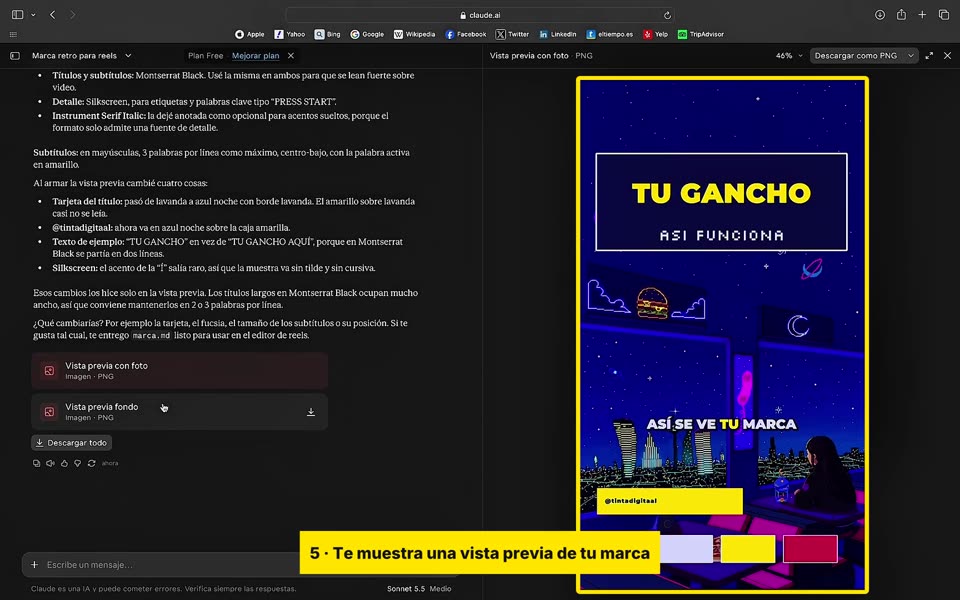 claude.ai
Apple
Yahoo
Bing
Google
Wikipedia
Facebook
Twitter
LinkedIn
eltiempo.es
Yelp
TripAdvisor
Marca retro para reels
Plan Free · Mejorar plan
Vista previa con foto · PNG
46%
Descargar como PNG
• Títulos y subtítulos: Montserrat Black. Usé la misma en ambos para que se lean fuerte sobre
video.
• Detalle: Silkscreen, para etiquetas y palabras clave tipo "PRESS START".
• Instrument Serif Italic: la dejé anotada como opcional para acentos sueltos, porque el
formato solo admite una fuente de detalle.
Subtítulos: en mayúsculas, 3 palabras por línea como máximo, centro-bajo, con la palabra activa
en amarillo.
Al armar la vista previa cambié cuatro cosas:
• Tarjeta del título: pasó de lavanda a azul noche con borde lavanda. El amarillo sobre lavanda
casi no se leía.
• @tintadigitaal: ahora va en azul noche sobre la caja amarilla.
• Texto de ejemplo: "TU GANCHO" en vez de "TU GANCHO AQUÍ", porque en Montserrat
Black se partía en dos líneas.
• Silkscreen: el acento de la "Í" salía raro, así que la muestra va sin tilde y sin cursiva.
Esos cambios los hice solo en la vista previa. Los títulos largos en Montserrat Black ocupan mucho
ancho, así que conviene mantenerlos en 2 o 3 palabras por línea.
¿Qué cambiarías? Por ejemplo la tarjeta, el fucsia, el tamaño de los subtítulos o su posición. Si te
gusta tal cual, te entrego marca.md listo para usar en el editor de reels.
Vista previa con foto
Imagen · PNG
Vista previa fondo
Imagen · PNG
Descargar todo
ahora
Escribe un mensaje...
Claude es una IA y puede cometer errores. Verifica siempre las respuestas.
Sonnet 5.5 Medio
TU GANCHO
ASI FUNCIONA
ASÍ SE VE TU MARCA
@tintadigitaal
5 · Te muestra una vista previa de tu marca